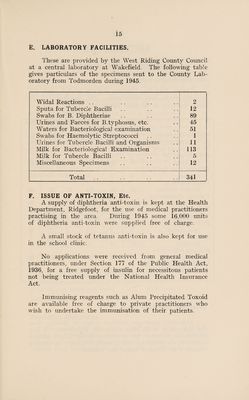 15
E. LABORATORY FACILITIES.
These are provided by the West Riding County Council
at a central laboratory at Wakefield. The following table
gives particulars of the specimens sent to the County Lab-
oratory from Todmorden during 1945.
Widal Reactions .. .. .. .. 2
Sputa for Tubercle Bacilli .. .. .. 12
Swabs for B. Diphtheriae .. .. .. 89
Urines and Faeces for B.typhosus, etc. .. 45
Waters for Bacteriological examination 51
Swabs for Haemolytic Streptococci .. 1
Urines for Tubercle Bacilli and Organisms .. 11
Milk for Bacteriological Examination .. 113
Milk for Tubercle Bacilli .. .. .. 5
Miscellaneous Specimens .. .. .. 12
Total .. .. .. .. 341
F. ISSUE OF ANTI-TOXIN, Etc.
A supply of diphtheria anti-toxin is kept at the Health
Department, Ridgefoot, for the use of medical practitioners
practising in the area. During 1945 some 16,000 units
of diphtheria anti-toxin were supplied free of charge.
A small stock of tetanus anti-toxin is also kept for use
in the school clinic.
No applications were received from general medical
practitioners, under Section 177 of the Public Health Act,
1936, for a free supply of insulin for necessitous patients
not being treated under the National Health Insurance
Act.
Immunising reagents such as Alum Precipitated Toxoid
are available free of charge to private practitioners who
wish to undertake the immunisation of their patients.